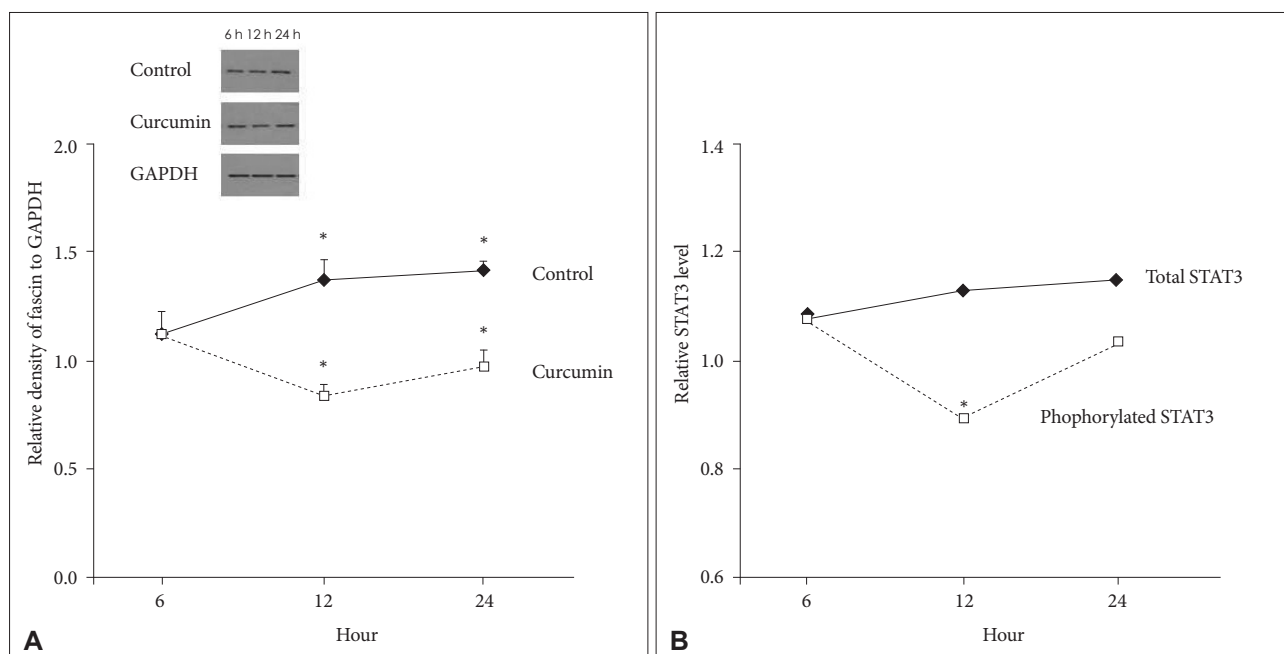 6 h 12 h 24 h
Control
Curcumin
GAPDH
Relative density of fascin to GAPDH
2.0
1.5
1.0
0.5
0.0
*
*
Control
*
*
Curcumin
6
12
24
Hour
A
Relative STAT3 level
1.4
1.2
1.0
0.8
0.6
Total STAT3
*
Phophorylated STAT3
6
12
24
Hour
B